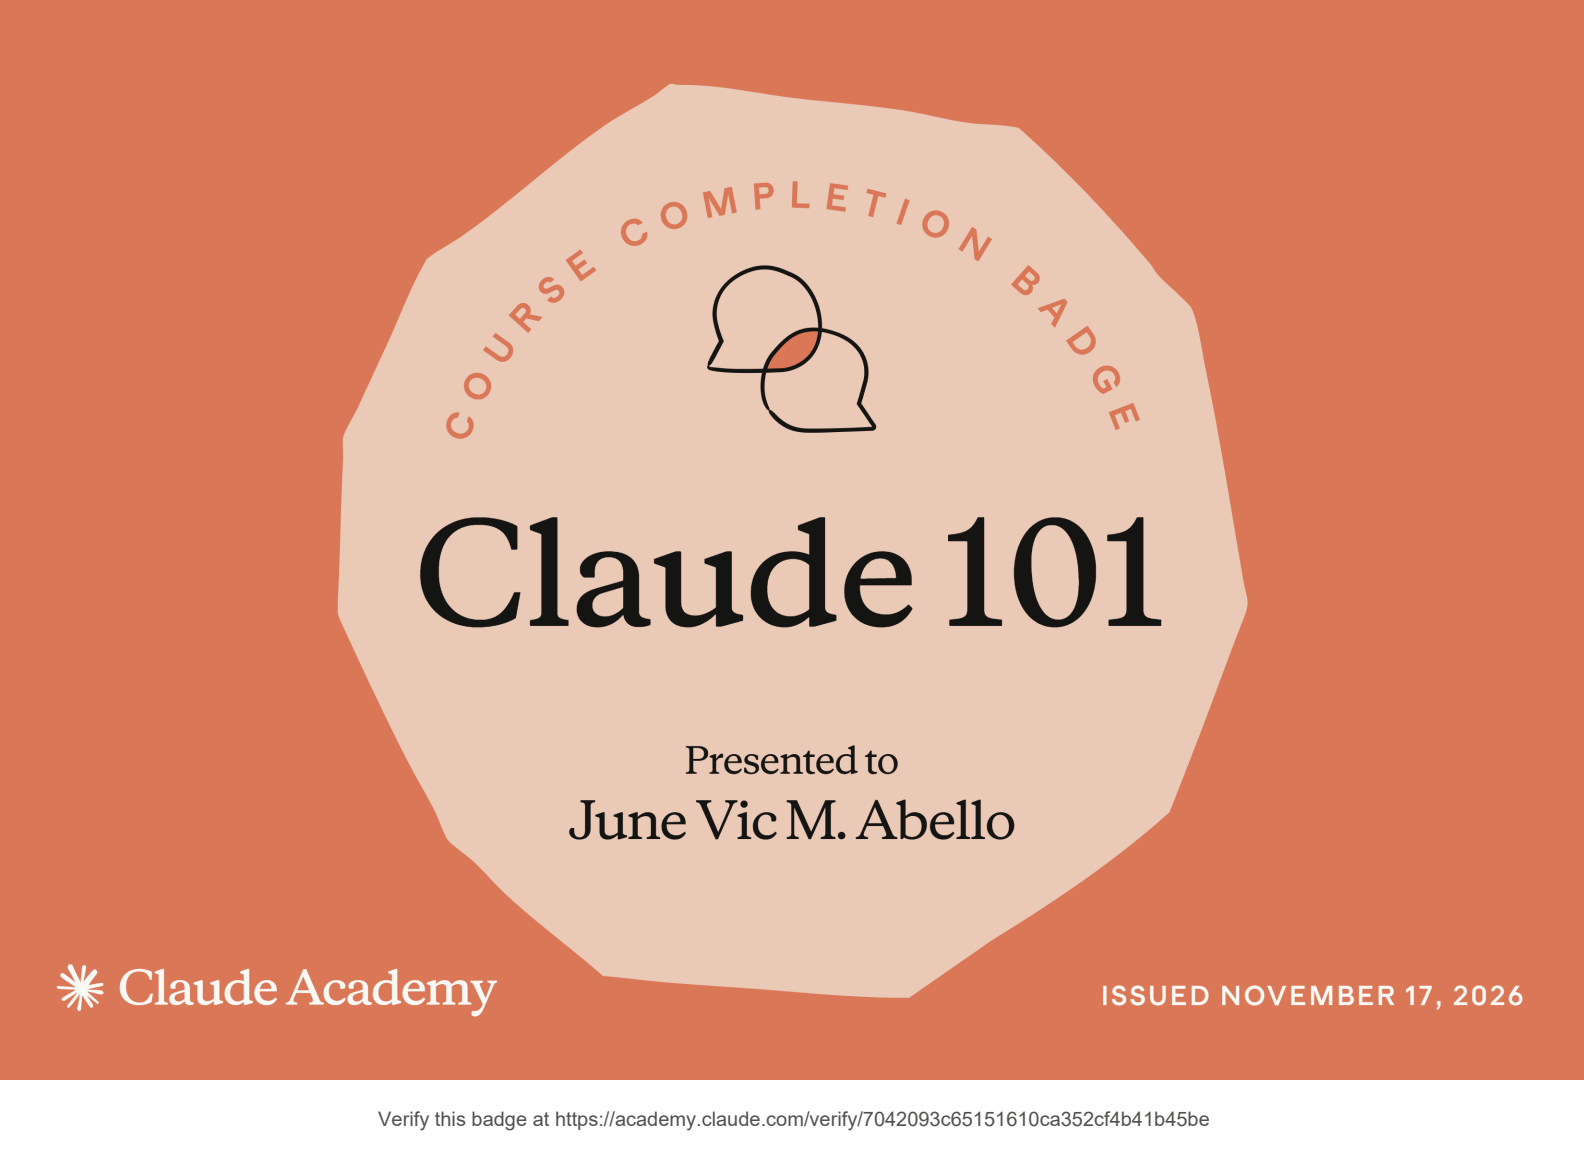 COURSE COMPLETION BADGE
Claude 101
Presented to
June Vic M. Abello
Claude Academy
ISSUED NOVEMBER 17, 2026
Verify this badge at https://academy.claude.com/verify/7042093c65151610ca352cf4b41b45be